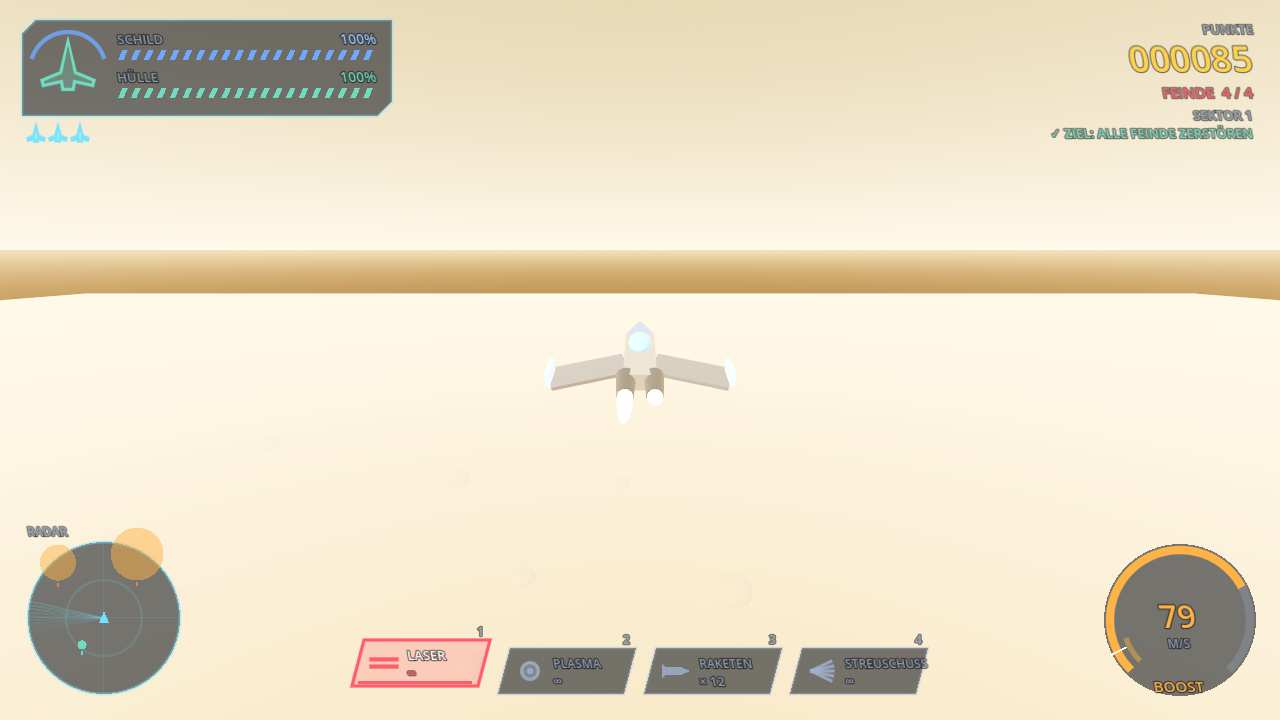 SCHILD 100%
HÜLLE 100%
PUNKTE
000085
FEINDE 4 / 4
SEKTOR 1
✓ ZIEL: ALLE FEINDE ZERSTÖREN
RADAR
1
LASER
∞
2
PLASMA
∞
3
RAKETEN
× 12
4
STREUSCHUSS
∞
79
M/S
BOOST